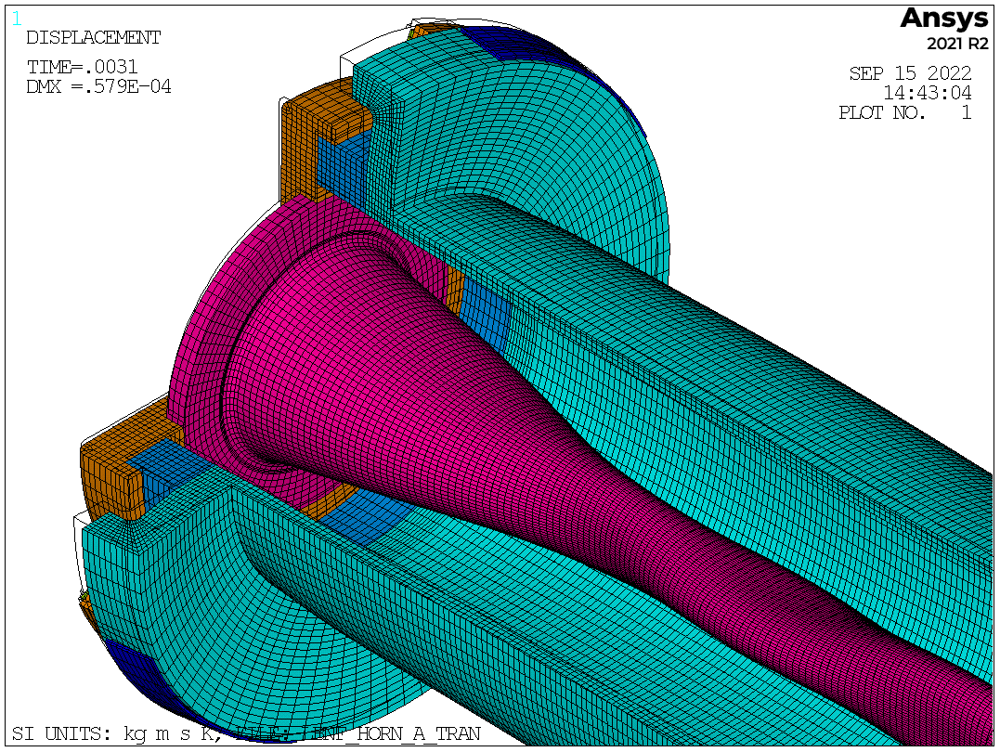 1
DISPLACEMENT
TIME=.0031
DMX =.579E-04
Ansys
2021 R2
SEP 15 2022
14:43:04
PLOT NO. 1
SI UNITS: kg m s K, HORN_A_TRAN